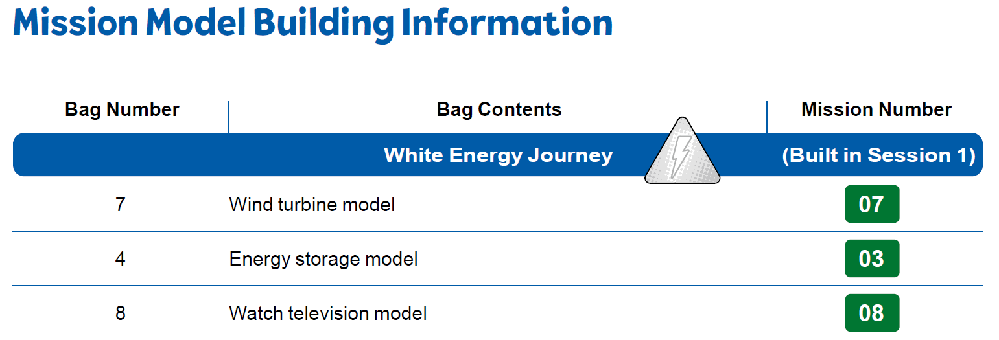 Mission Model Building Information
Bag Number Bag Contents Mission Number
White Energy Journey (Built in Session 1)
7 Wind turbine model 07
4 Energy storage model 03
8 Watch television model 08